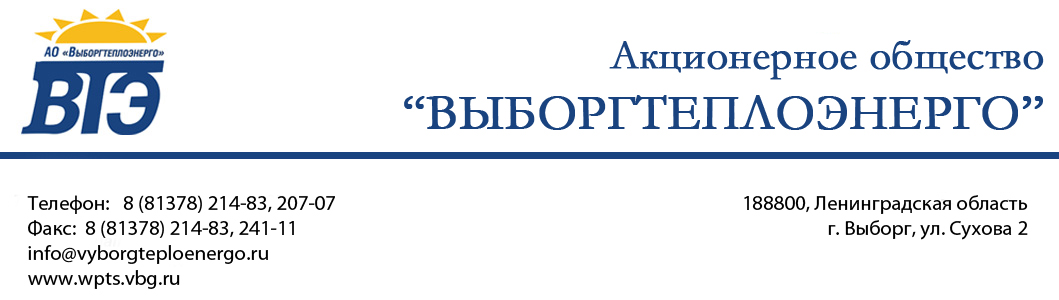 АО «Выборгтеплоэнерго»
ВТЭ
Акционерное общество
“ВЫБОРГТЕПЛОЭНЕРГО”
Телефон: 8 (81378) 214-83, 207-07
Факс: 8 (81378) 214-83, 241-11
info@vyborgteploenergo.ru
www.wpts.vbg.ru
188800, Ленинградская область
г. Выборг, ул. Сухова 2